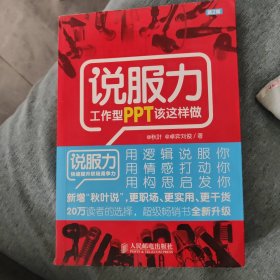 第2版
说服力
工作型PPT该这样做
@秋叶 @卓弈刘俊 / 著
说服力
用逻辑说服你
用情感打动你
用构思启发你
新增“秋叶说”,更职场、更实用、更干货
20万读者的选择,超级畅销书全新升级
人民邮电出版社